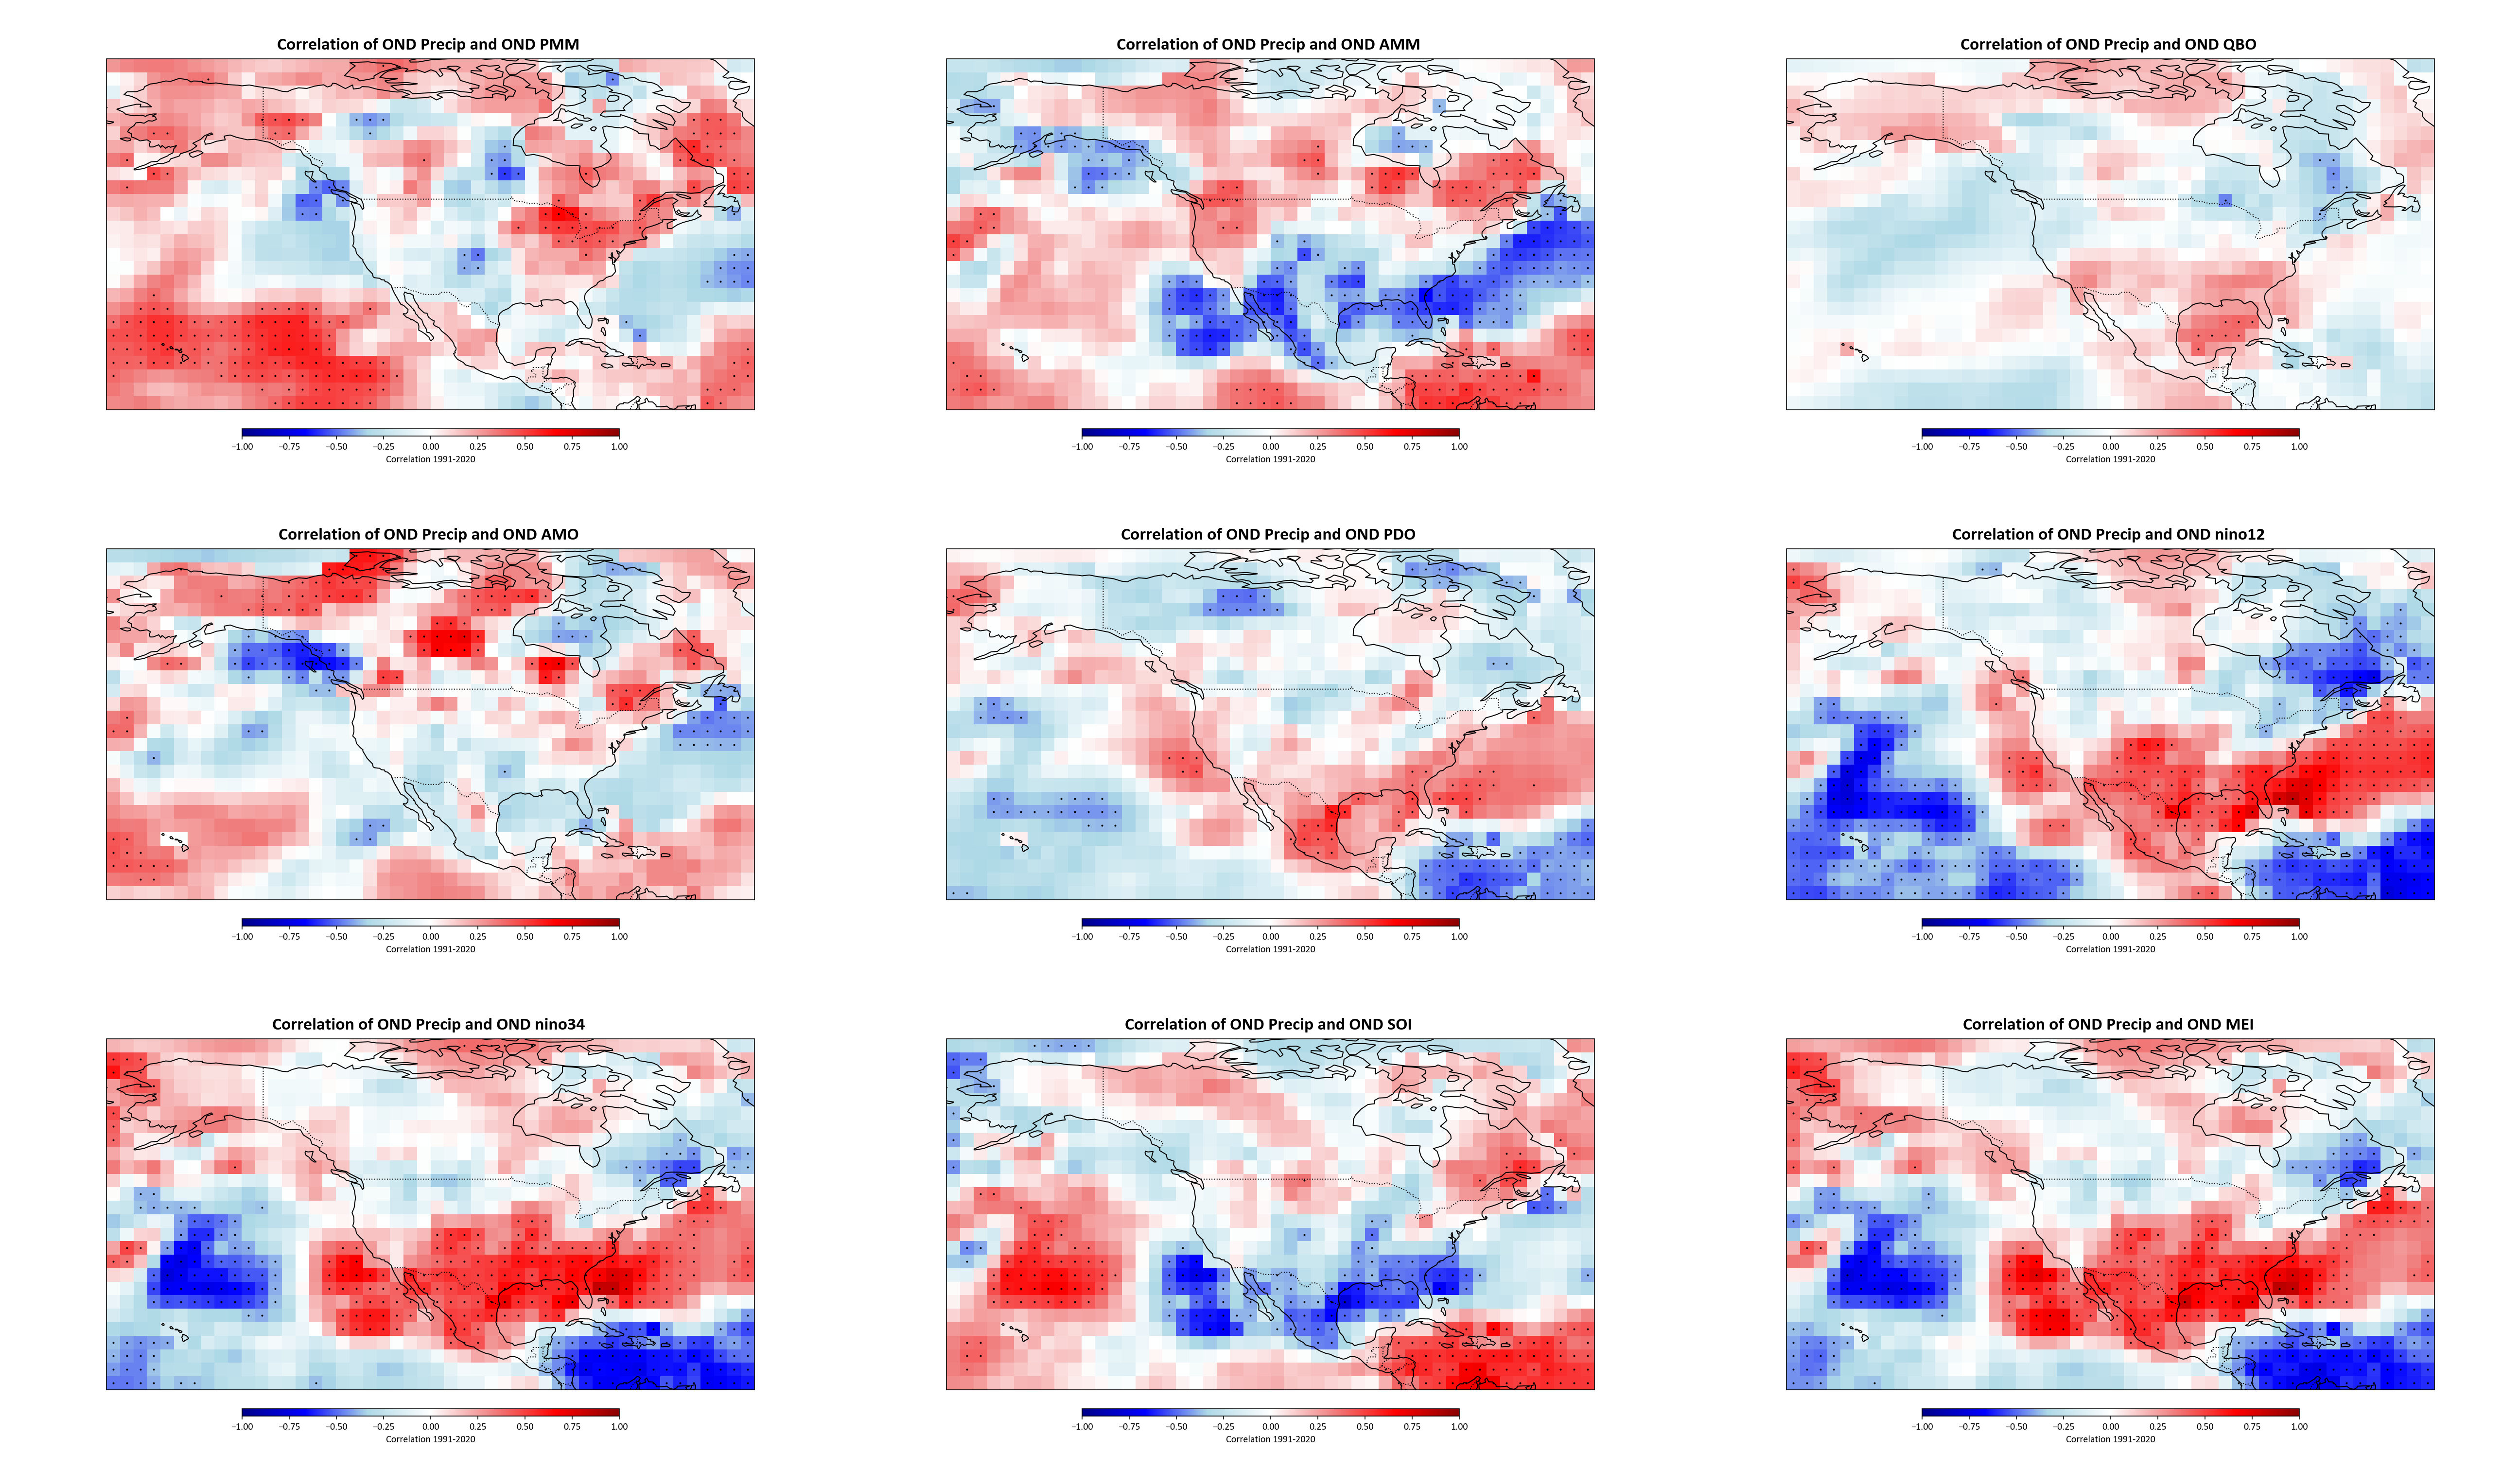 Correlation of OND Precip and OND PMM
Correlation of OND Precip and OND AMM
Correlation of OND Precip and OND QBO
−1.00 −0.75 −0.50 −0.25 0.00 0.25 0.50 0.75 1.00
−1.00 −0.75 −0.50 −0.25 0.00 0.25 0.50 0.75 1.00
−1.00 −0.75 −0.50 −0.25 0.00 0.25 0.50 0.75 1.00
Correlation 1991-2020
Correlation 1991-2020
Correlation 1991-2020
Correlation of OND Precip and OND AMO
Correlation of OND Precip and OND PDO
Correlation of OND Precip and OND nino12
−1.00 −0.75 −0.50 −0.25 0.00 0.25 0.50 0.75 1.00
−1.00 −0.75 −0.50 −0.25 0.00 0.25 0.50 0.75 1.00
−1.00 −0.75 −0.50 −0.25 0.00 0.25 0.50 0.75 1.00
Correlation 1991-2020
Correlation 1991-2020
Correlation 1991-2020
Correlation of OND Precip and OND nino34
Correlation of OND Precip and OND SOI
Correlation of OND Precip and OND MEI
−1.00 −0.75 −0.50 −0.25 0.00 0.25 0.50 0.75 1.00
−1.00 −0.75 −0.50 −0.25 0.00 0.25 0.50 0.75 1.00
−1.00 −0.75 −0.50 −0.25 0.00 0.25 0.50 0.75 1.00
Correlation 1991-2020
Correlation 1991-2020
Correlation 1991-2020